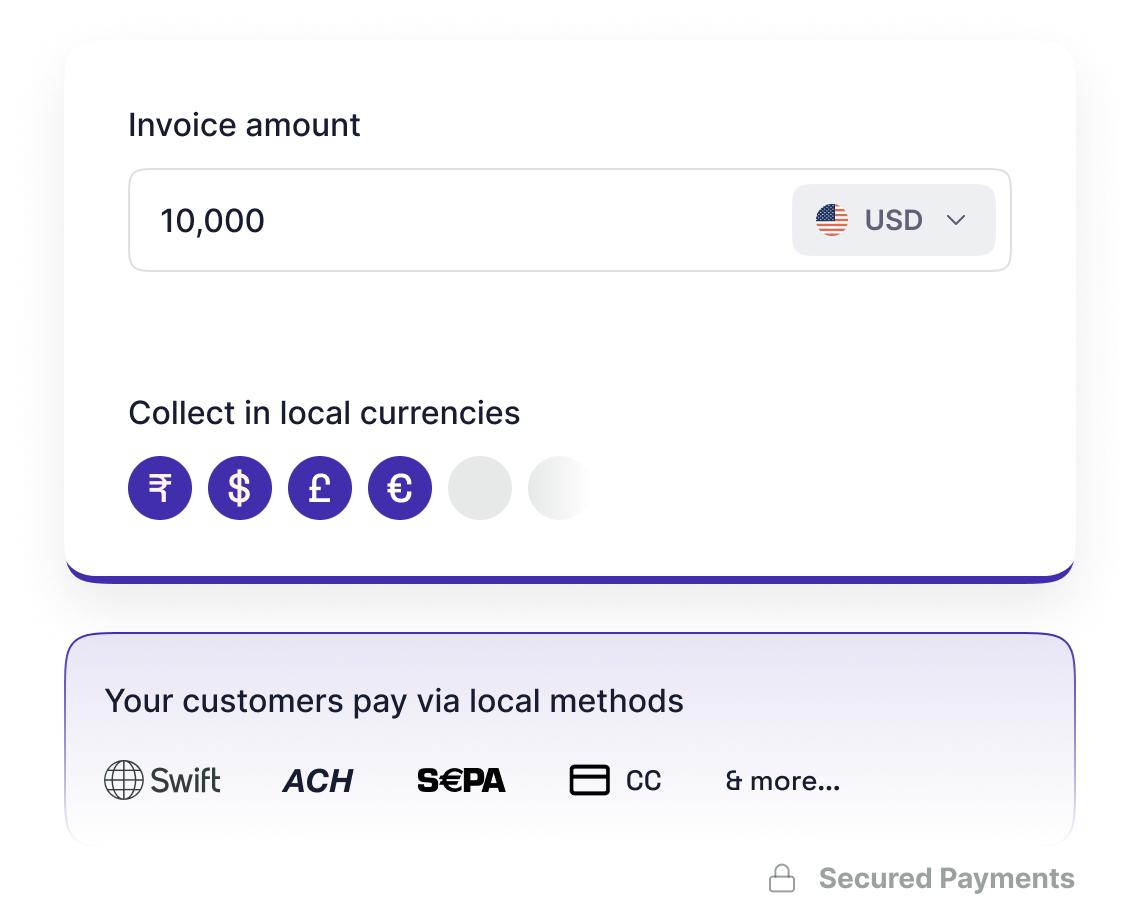 Invoice amount
10,000 USD
Collect in local currencies
₹ $ £ €
Your customers pay via local methods
Swift ACH S€PA CC & more...
Secured Payments